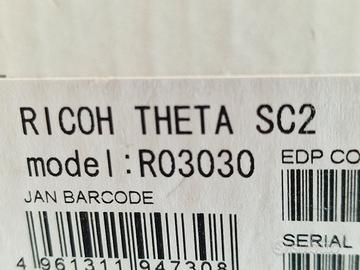 RICOH THETA SC2
model:R03030
EDP CO
JAN BARCODE
SERIAL
4 961311 947308